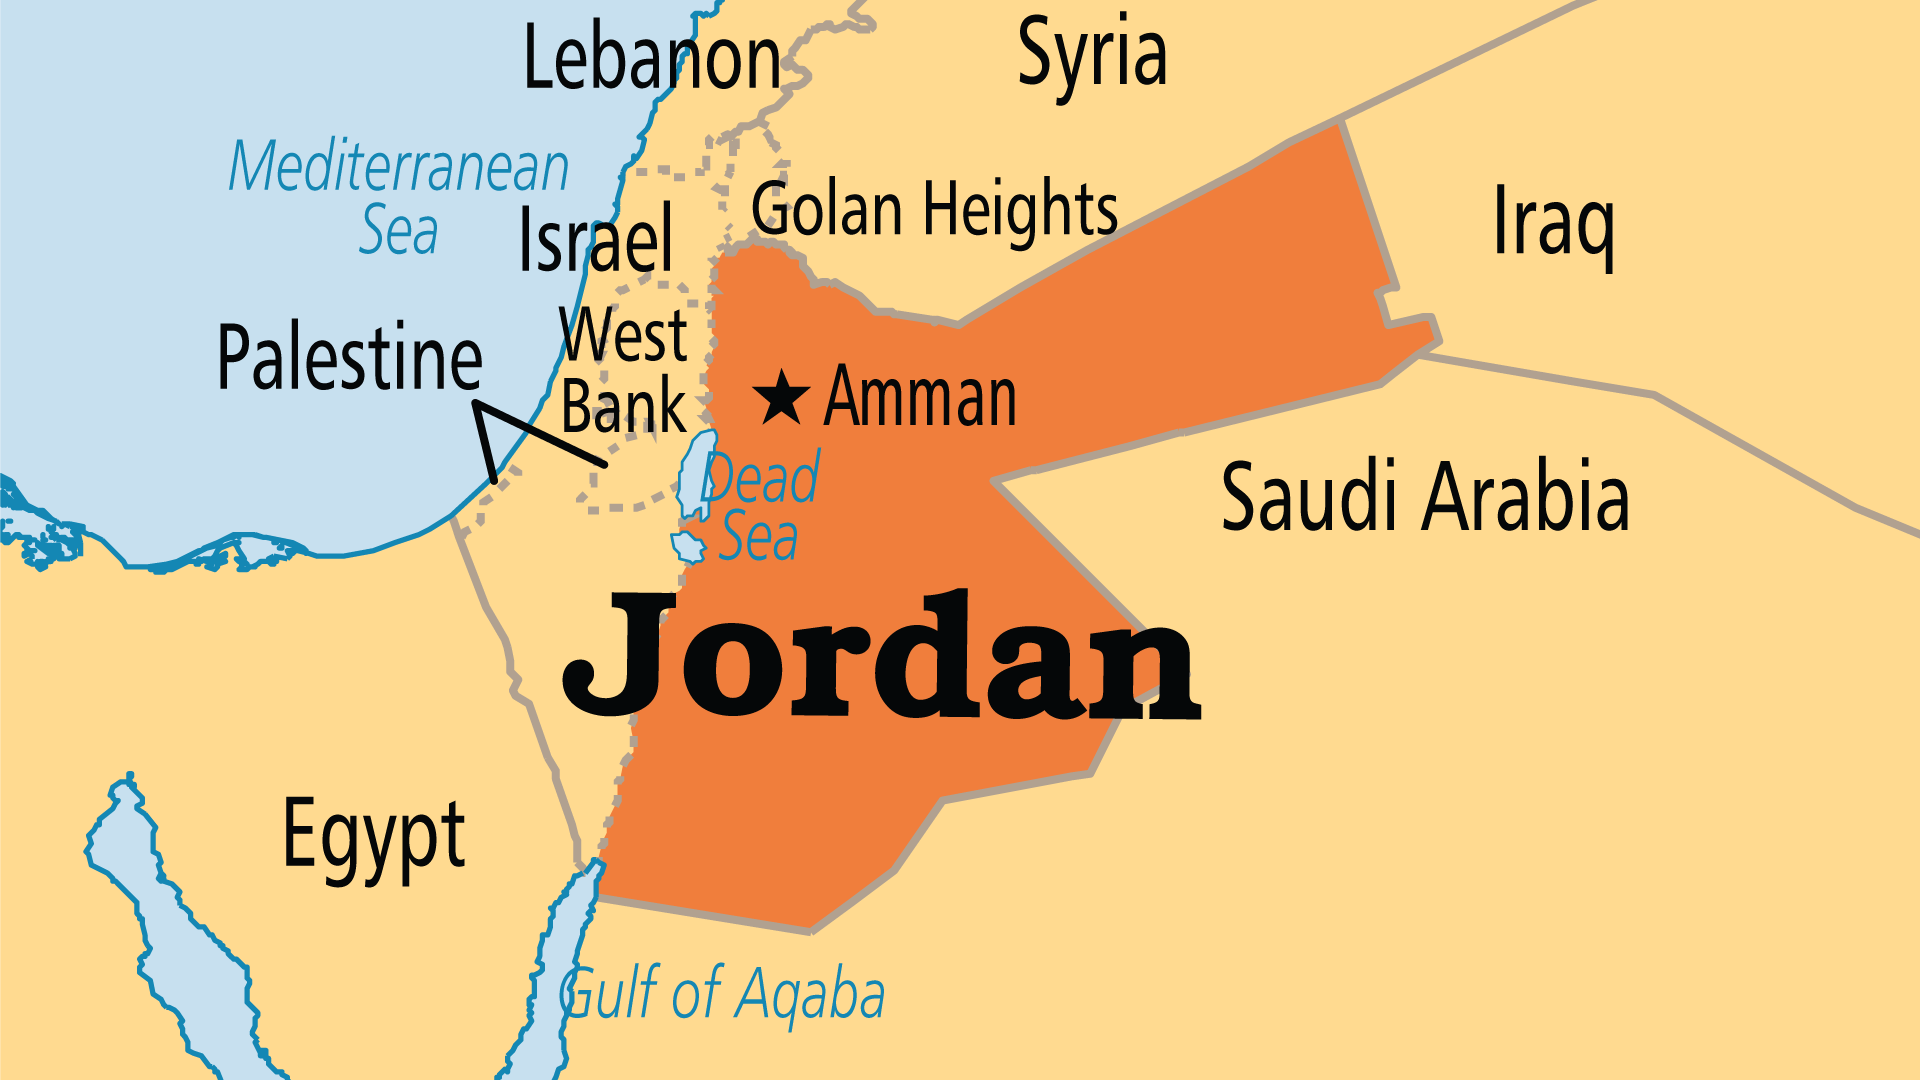 Lebanon
Syria
Mediterranean
Sea
Golan Heights
Iraq
Israel
West
Bank
Palestine
Amman
Dead
Sea
Saudi Arabia
Jordan
Egypt
Gulf of Aqaba